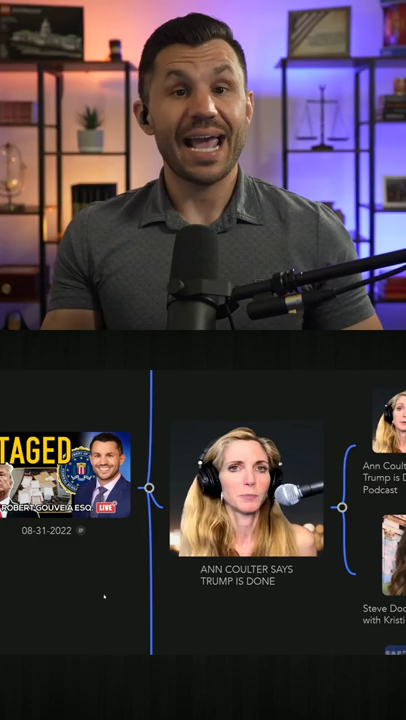 TAGED
ROBERT GOUVEIA ESQ.
LIVE
08-31-2022
ANN COULTER SAYS
TRUMP IS DONE
Ann Coult
Trump is D
Podcast
Steve Doo
with Kristi